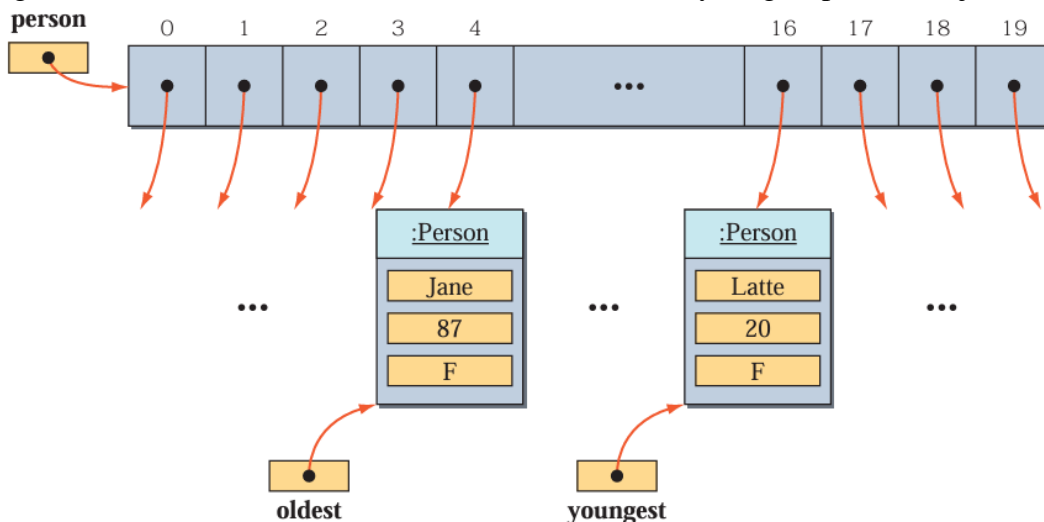 person
0 1 2 3 4 16 17 18 19
...
:Person :Person
Jane Latte
... 87 ... 20 ...
F F
oldest youngest